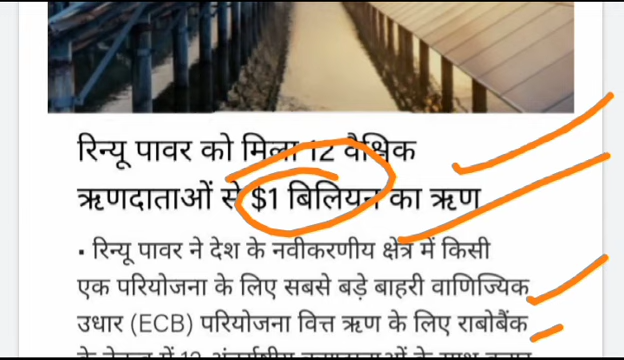 रिन्यू पावर को मिला 12 वैश्विक
ऋणदाताओं से $1 बिलियन का ऋण
▪ रिन्यू पावर ने देश के नवीकरणीय क्षेत्र में किसी
एक परियोजना के लिए सबसे बड़े बाहरी वाणिज्यिक
उधार (ECB) परियोजना वित्त ऋण के लिए राबोबैंक